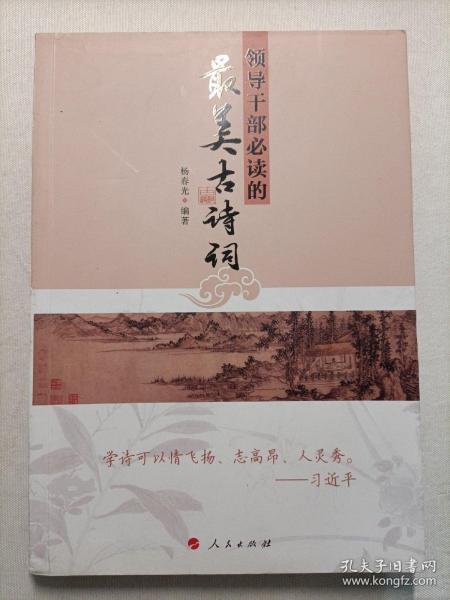 领导干部必读的
最美古诗词
杨春光·编著
学诗可以情飞扬、志高昂、人灵秀。
——习近平
人民出版社
孔夫子旧书网
www.kongfz.com